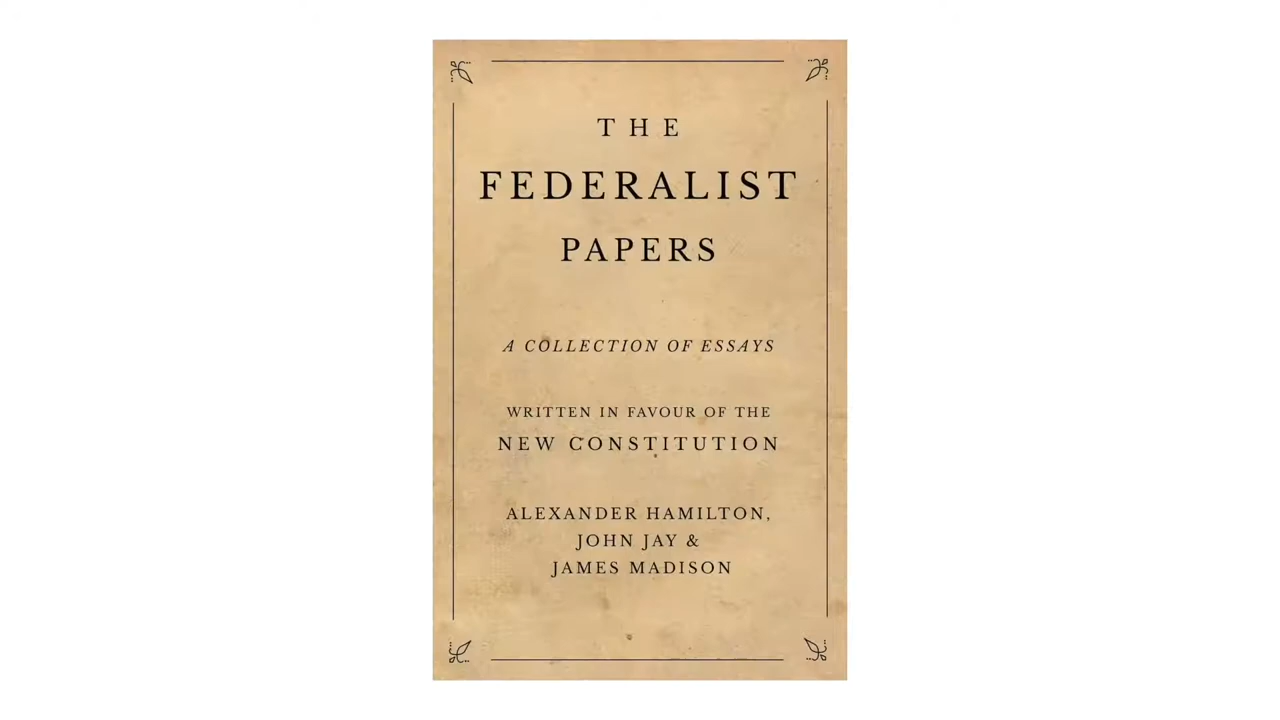 THE
FEDERALIST
PAPERS
A COLLECTION OF ESSAYS
WRITTEN IN FAVOUR OF THE
NEW CONSTITUTION
ALEXANDER HAMILTON,
JOHN JAY &
JAMES MADISON